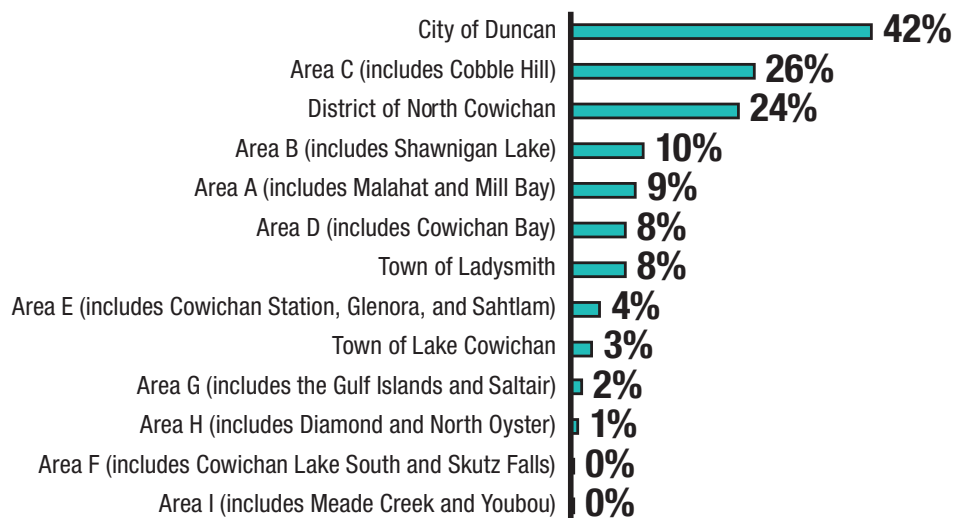 City of Duncan 42%
Area C (includes Cobble Hill) 26%
District of North Cowichan 24%
Area B (includes Shawnigan Lake) 10%
Area A (includes Malahat and Mill Bay) 9%
Area D (includes Cowichan Bay) 8%
Town of Ladysmith 8%
Area E (includes Cowichan Station, Glenora, and Sahtlam) 4%
Town of Lake Cowichan 3%
Area G (includes the Gulf Islands and Saltair) 2%
Area H (includes Diamond and North Oyster) 1%
Area F (includes Cowichan Lake South and Skutz Falls) 0%
Area I (includes Meade Creek and Youbou) 0%